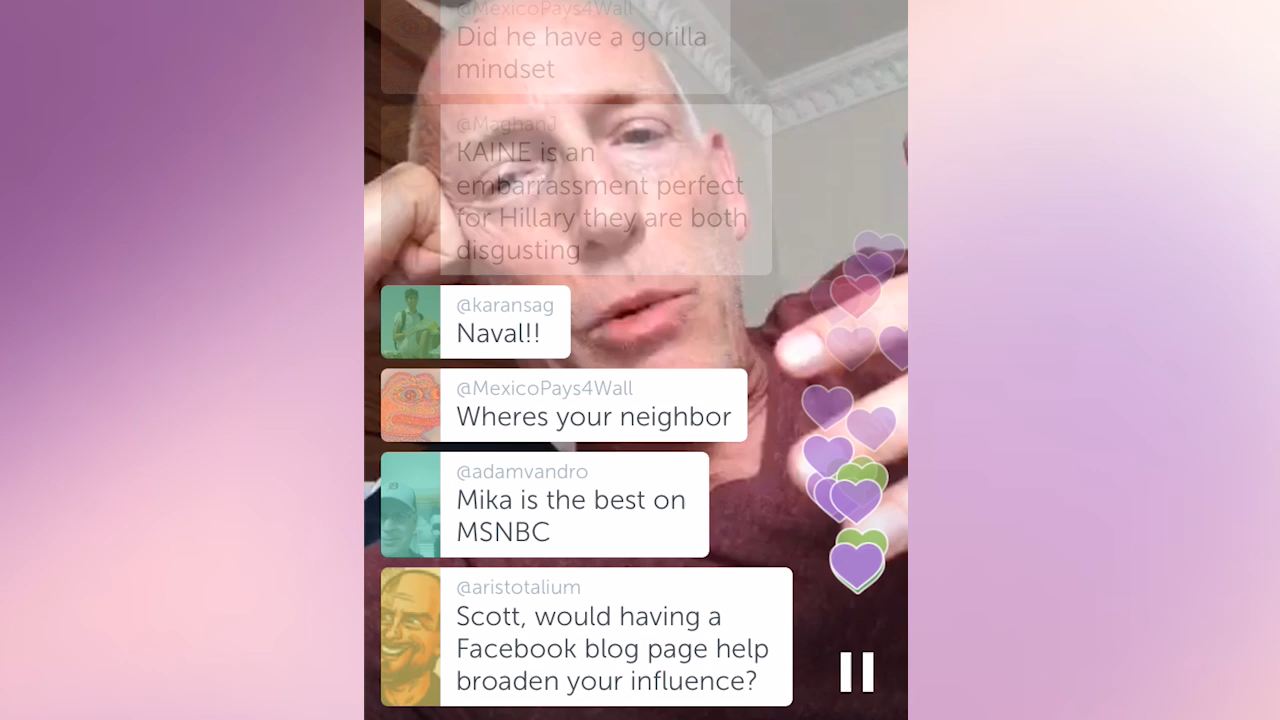 @MexicoPays4Wall
Did he have a gorilla
mindset
@MaghanJ
KAINE is an
embarrassment perfect
for Hillary they are both
disgusting
@karansag
Naval!!
@MexicoPays4Wall
Wheres your neighbor
@adamvandro
Mika is the best on
MSNBC
@aristotalium
Scott, would having a
Facebook blog page help
broaden your influence?